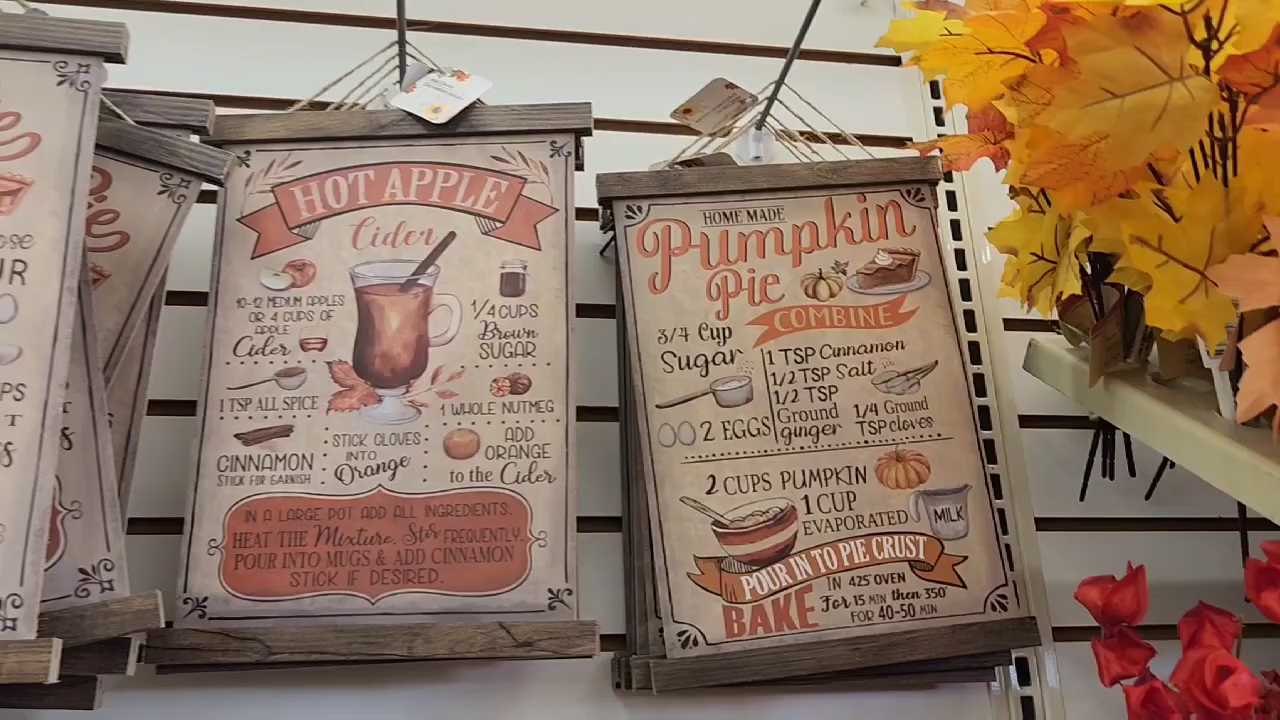 HOT APPLE
Cider
10-12 MEDIUM APPLES
OR 4 CUPS OF
APPLE
Cider
1/4 CUPS
Brown
SUGAR
1 TSP ALL SPICE
1 WHOLE NUTMEG
CINNAMON
STICK FOR GARNISH
STICK CLOVES
INTO
Orange
ADD
ORANGE
to the Cider
IN A LARGE POT ADD ALL INGREDIENTS.
HEAT THE Mixture. Stir FREQUENTLY.
POUR INTO MUGS & ADD CINNAMON
STICK IF DESIRED.
HOME MADE
Pumpkin
Pie
COMBINE
3/4 Cup
Sugar
2 EGGS
1 TSP Cinnamon
1/2 TSP Salt
1/2 TSP
Ground
ginger
1/4 Ground
TSP cloves
2 CUPS PUMPKIN
1 CUP
EVAPORATED
MILK
POUR IN TO PIE CRUST
BAKE
IN 425 OVEN
For 15 MIN then 350°
FOR 40-50 MIN